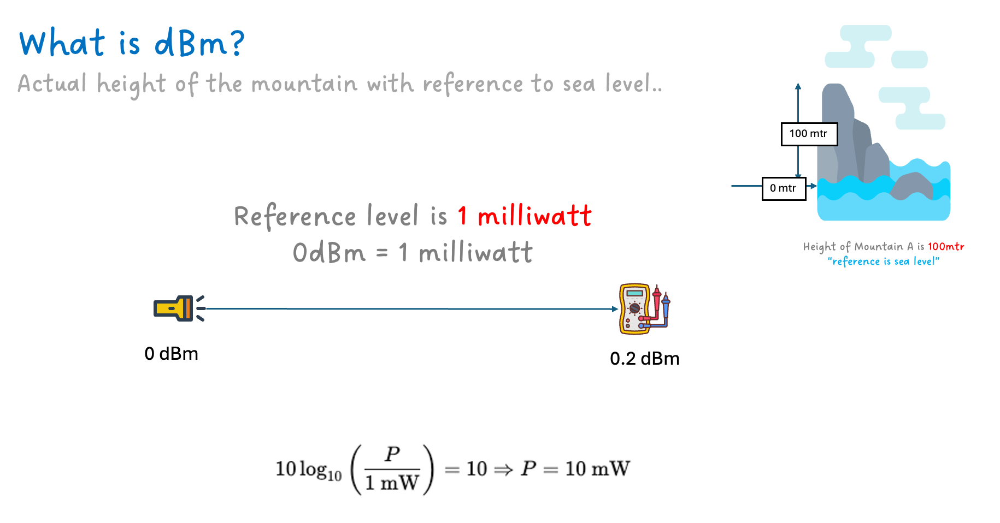 What is dBm?
Actual height of the mountain with reference to sea level..
100 mtr
0 mtr
Reference level is 1 milliwatt
0dBm = 1 milliwatt
Height of Mountain A is 100mtr
“reference is sea level”
0 dBm
0.2 dBm
10 log₁₀ (P / 1 mW) = 10 ⇒ P = 10 mW